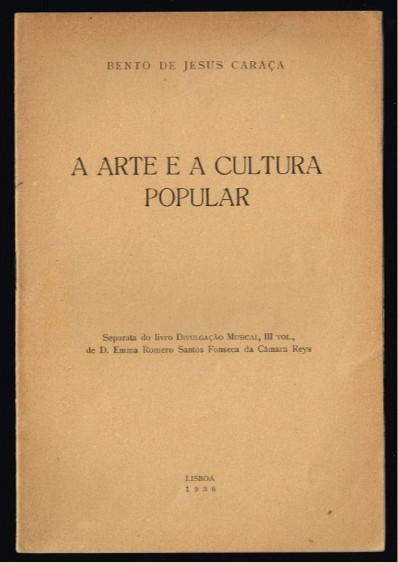 BENTO DE JESUS CARAÇA
A ARTE E A CULTURA
POPULAR
Separata do livro DIVULGAÇÃO MUSICAL, III VOL.,
de D. Emma Romero Santos Fonseca da Câmara Reys
LISBOA
1936